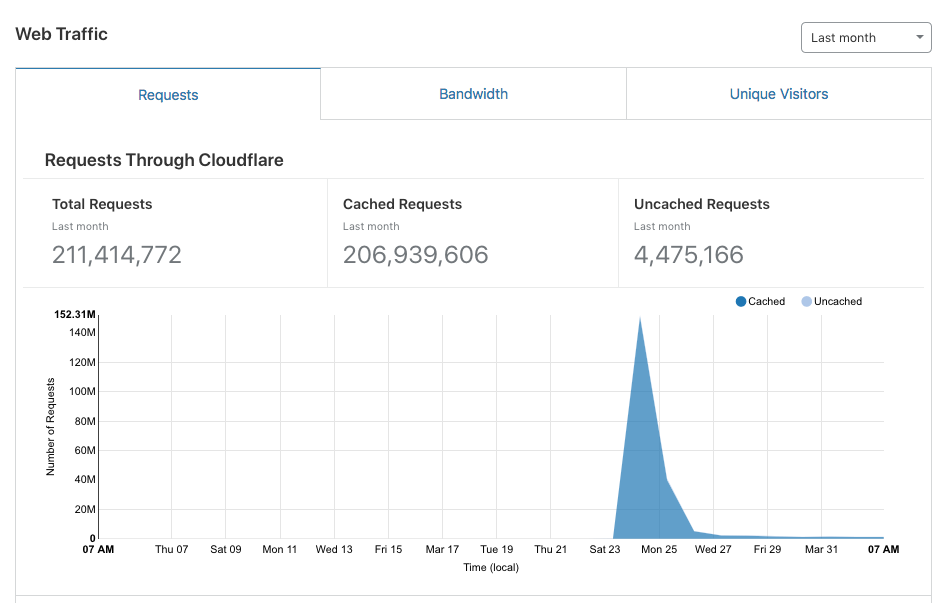 Web Traffic
Last month
Requests
Bandwidth
Unique Visitors
Requests Through Cloudflare
Total Requests
Last month
211,414,772
Cached Requests
Last month
206,939,606
Uncached Requests
Last month
4,475,166
Cached
Uncached
152.31M
140M
120M
100M
80M
60M
40M
20M
0
Number of Requests
07 AM Thu 07 Sat 09 Mon 11 Wed 13 Fri 15 Mar 17 Tue 19 Thu 21 Sat 23 Mon 25 Wed 27 Fri 29 Mar 31 07 AM
Time (local)